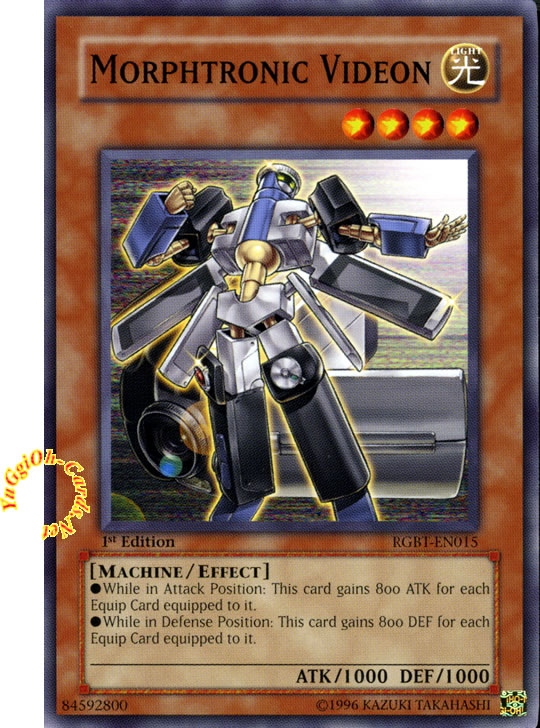 MORPHTRONIC VIDEON
LIGHT
光
1st Edition
RGBT-EN015
[MACHINE/EFFECT]
●While in Attack Position: This card gains 800 ATK for each
Equip Card equipped to it.
●While in Defense Position: This card gains 800 DEF for each
Equip Card equipped to it.
ATK/1000 DEF/1000
84592800
©1996 KAZUKI TAKAHASHI
YuGgiOh-Cards.Net